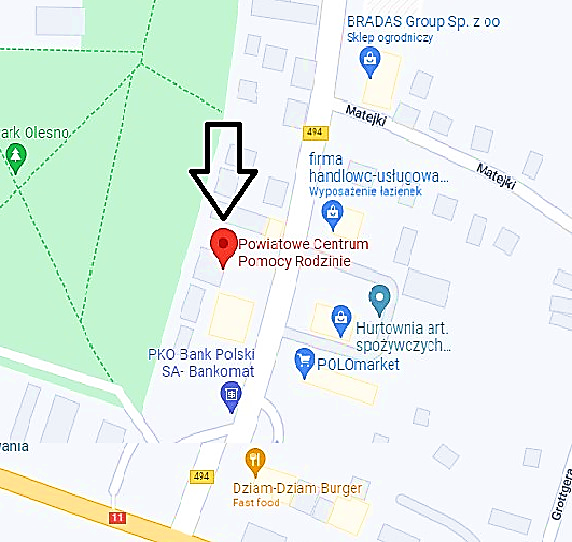 BRADAS Group Sp. z oo
Sklep ogrodniczy
Matejki
Matejki
494
ark Olesno
firma
handlowo-usługowa...
Wyposażenie łazienek
Powiatowe Centrum
Pomocy Rodzinie
Hurtownia art.
spożywczych...
PKO Bank Polski
SA- Bankomat
POLOmarket
wania
494
Dziam-Dziam Burger
Fast food
11
Grottgera